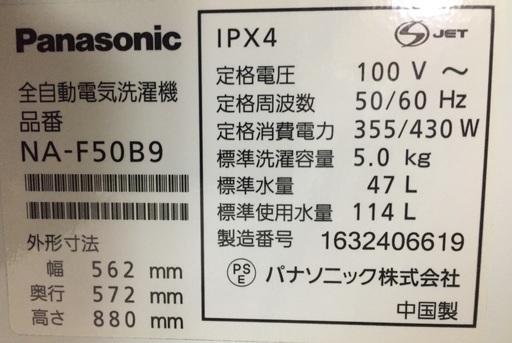 Panasonic
全自動電気洗濯機
品番
NA-F50B9
外形寸法
幅 562 mm
奥行 572 mm
高さ 880 mm
IPX4
S JET
定格電圧 100 V ～
定格周波数 50/60 Hz
定格消費電力 355/430 W
標準洗濯容量 5.0 kg
標準水量 47 L
標準使用水量 114 L
製造番号 1632406619
PSE パナソニック株式会社
中国製